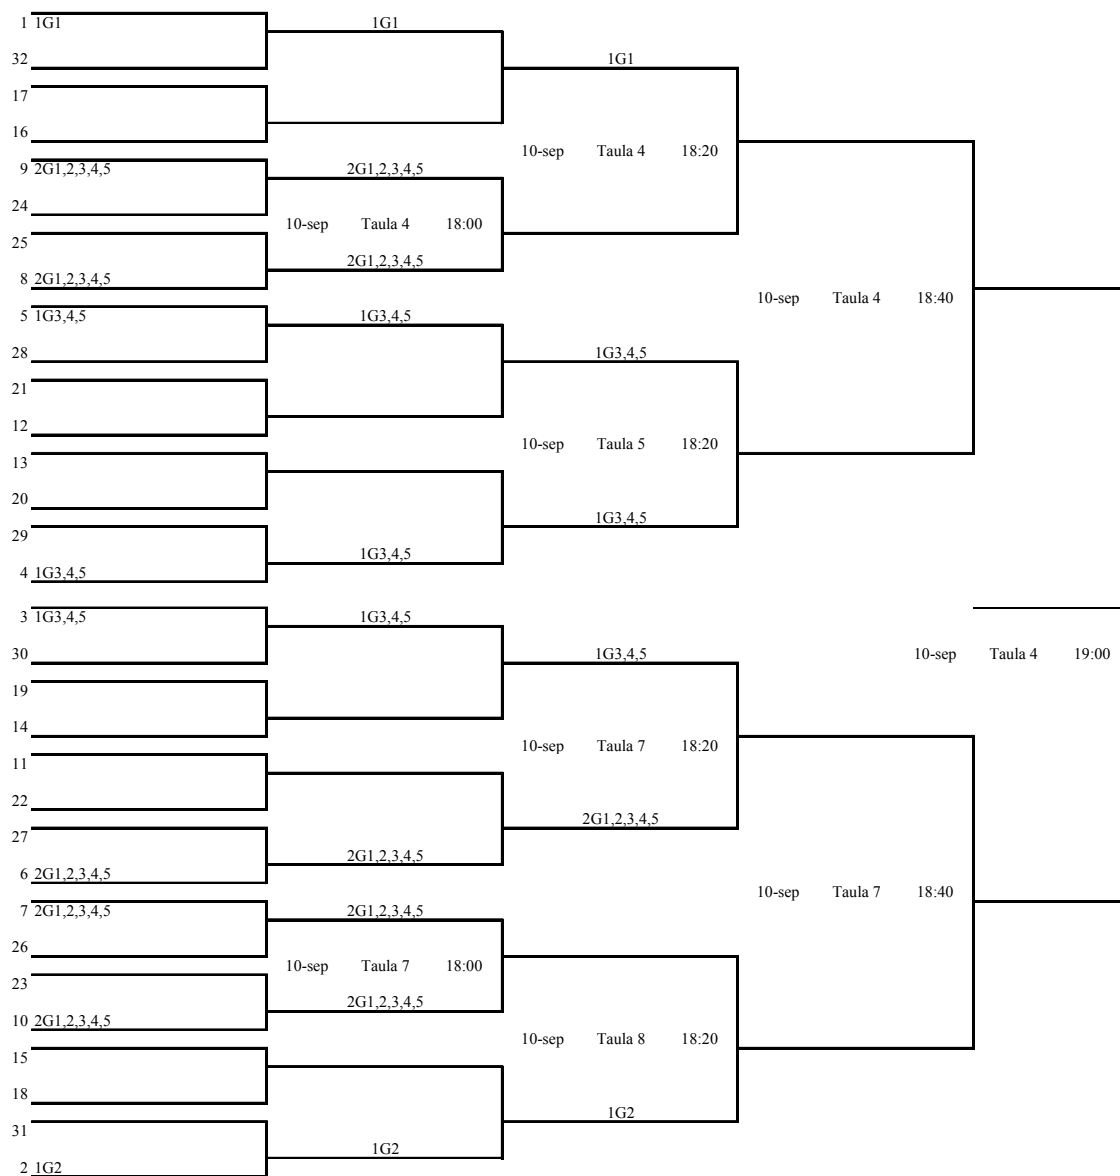 1 1G1 1G1
32 1G1
17
16
10-sep Taula 4 18:20
9 2G1,2,3,4,5 2G1,2,3,4,5
24
10-sep Taula 4 18:00
25
2G1,2,3,4,5
8 2G1,2,3,4,5
10-sep Taula 4 18:40
5 1G3,4,5 1G3,4,5
28 1G3,4,5
21
12
10-sep Taula 5 18:20
13
20
1G3,4,5
29
1G3,4,5
4 1G3,4,5
3 1G3,4,5 1G3,4,5
30 1G3,4,5 10-sep Taula 4 19:00
19
14
10-sep Taula 7 18:20
11
22
2G1,2,3,4,5
27
2G1,2,3,4,5
6 2G1,2,3,4,5
10-sep Taula 7 18:40
7 2G1,2,3,4,5 2G1,2,3,4,5
26
10-sep Taula 7 18:00
23
2G1,2,3,4,5
10 2G1,2,3,4,5
10-sep Taula 8 18:20
15
18
1G2
31
1G2
2 1G2